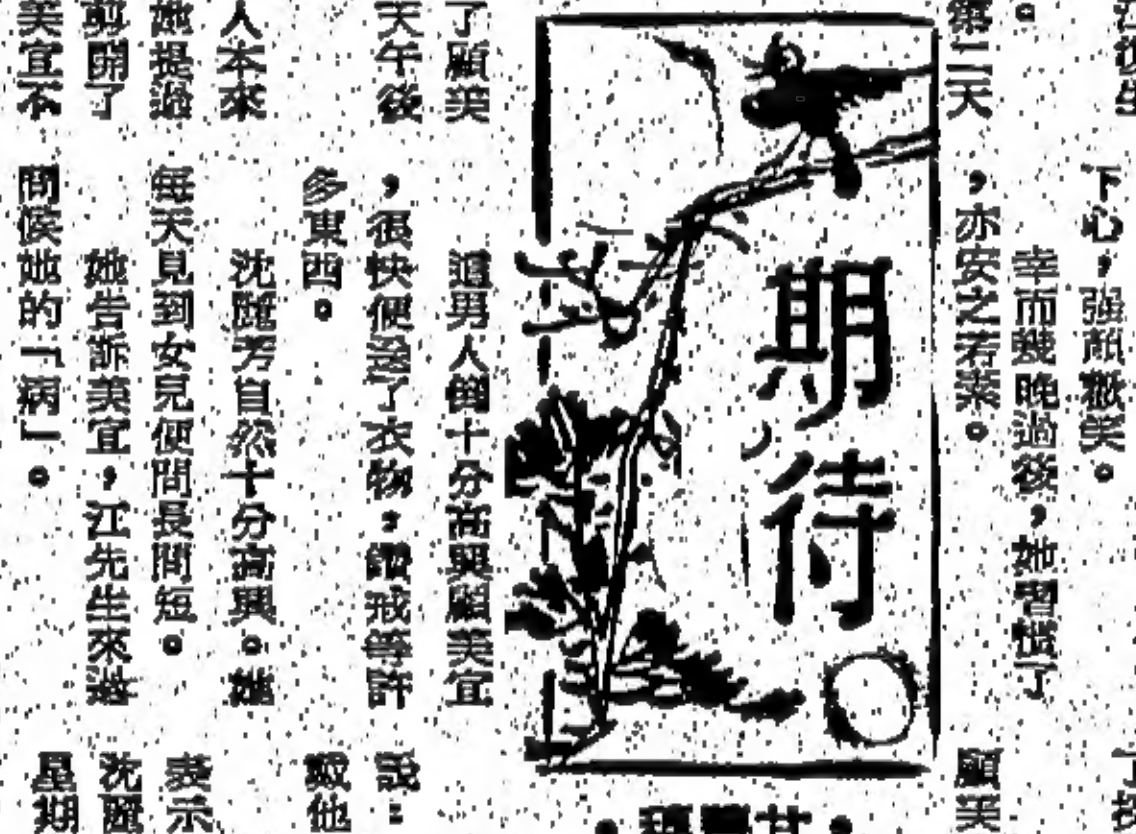 下心，強顏歡笑。
幸而幾晚過後，她習慣了
，亦安之若素。
第二天
顧美
期待
這男人倒十分高興顧美宜
，很快便送了衣物，鑽戒等許
多東西。
沈麗芳自然十分高興。她
每天見到女兒便問長問短。
她告訴美宜，江先生來過
問侯她的「病」。
了顧美
天午後
人本來
她提過
剪開了
美宜不
說：
戴他
表示
沈麗
星期